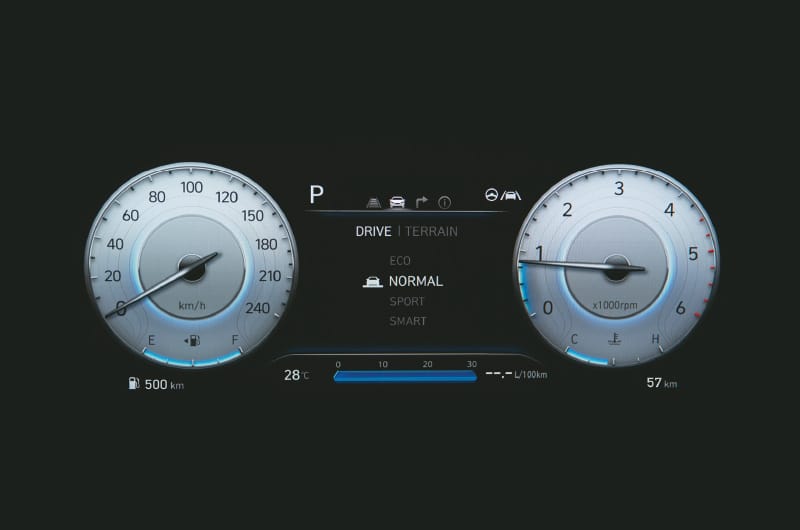 P
DRIVE | TERRAIN
ECO
NORMAL
SPORT
SMART
0
20
40
60
80
100
120
150
180
210
240
km/h
E F
500 km
28°C
0 10 20 30
--.- L/100km
0
1
2
3
4
5
6
x1000rpm
C H
57 km